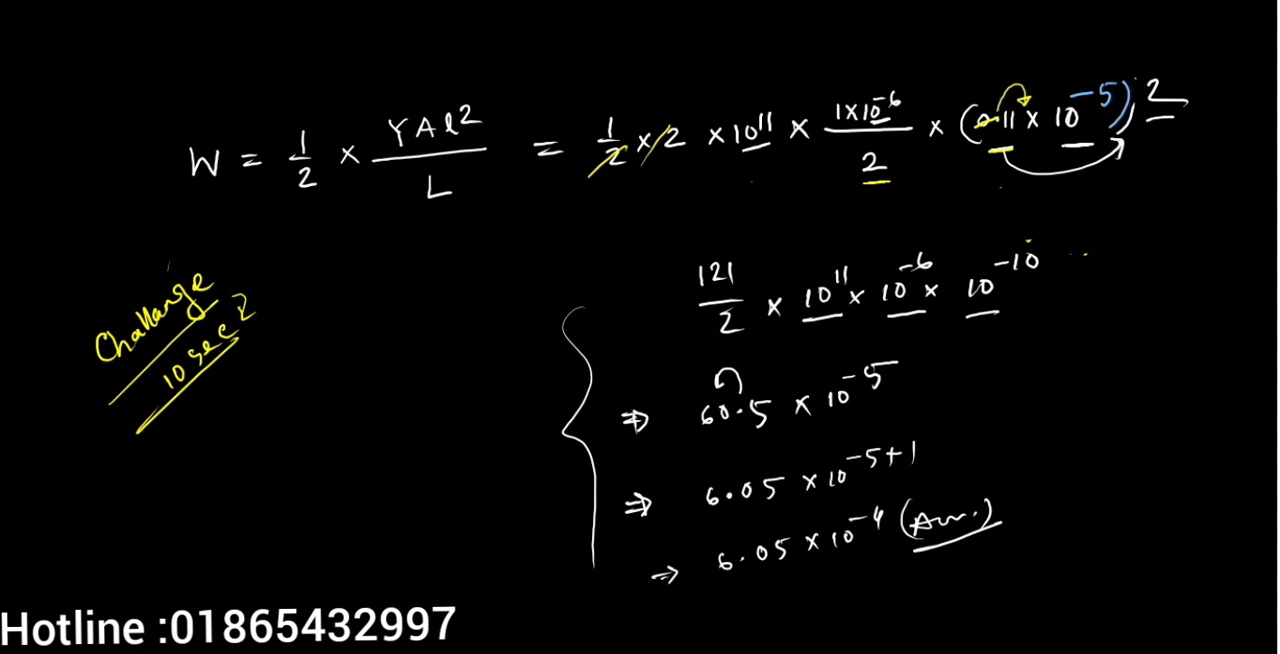 W = 1/2 × YAl²/L = 1/2 × 2 × 10¹¹ × 1×10⁻⁶/2 × (0.11 × 10⁻⁵)²
121/2 × 10¹¹ × 10⁻⁶ × 10⁻¹⁰
Challange
10 sec
⇒ 60.5 × 10⁻⁵
⇒ 6.05 × 10⁻⁵⁺¹
⇒ 6.05 × 10⁻⁴ (Ans.)
Hotline :01865432997